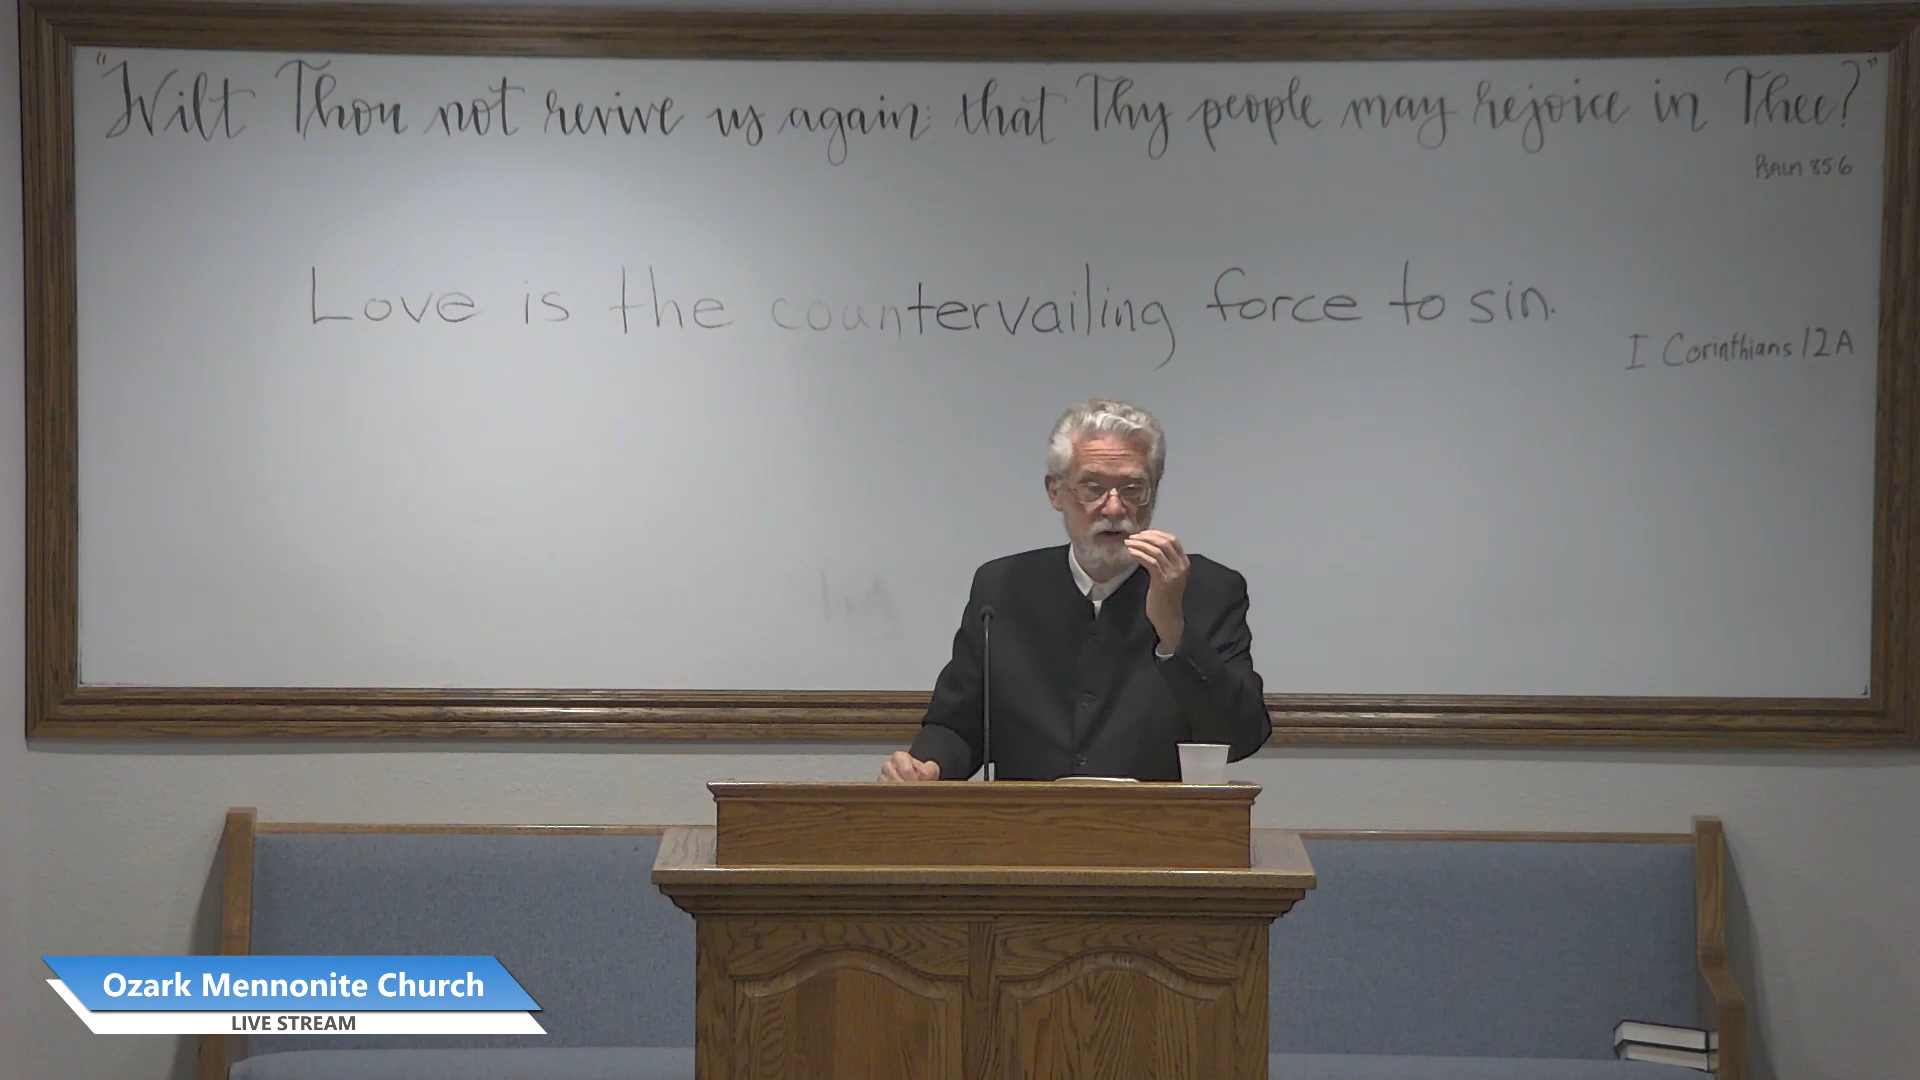 "Wilt Thou not revive us again: that Thy people may rejoice in Thee?"
Psalm 85:6
Love is the countervailing force to sin.
I Corinthians 12A
Ozark Mennonite Church
LIVE STREAM